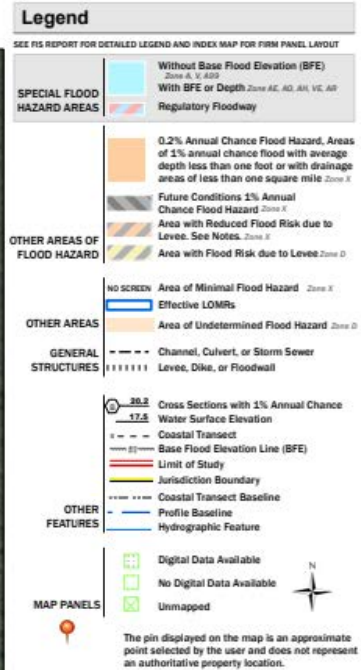 Legend
SEE FIS REPORT FOR DETAILED LEGEND AND INDEX MAP FOR FIRM PANEL LAYOUT
SPECIAL FLOOD
HAZARD AREAS
Without Base Flood Elevation (BFE)
Zone A, V, A99
With BFE or Depth Zone AE, AO, AH, VE, AR
Regulatory Floodway
OTHER AREAS OF
FLOOD HAZARD
0.2% Annual Chance Flood Hazard, Areas
of 1% annual chance flood with average
depth less than one foot or with drainage
areas of less than one square mile Zone X
Future Conditions 1% Annual
Chance Flood Hazard Zone X
Area with Reduced Flood Risk due to
Levee. See Notes. Zone X
Area with Flood Risk due to Levee Zone D
OTHER AREAS
NO SCREEN Area of Minimal Flood Hazard Zone X
Effective LOMRs
Area of Undetermined Flood Hazard Zone D
GENERAL
STRUCTURES
Channel, Culvert, or Storm Sewer
Levee, Dike, or Floodwall
OTHER
FEATURES
20.2 Cross Sections with 1% Annual Chance
17.5 Water Surface Elevation
Coastal Transect
Base Flood Elevation Line (BFE)
Limit of Study
Jurisdiction Boundary
Coastal Transect Baseline
Profile Baseline
Hydrographic Feature
MAP PANELS
Digital Data Available
No Digital Data Available
Unmapped
N
The pin displayed on the map is an approximate
point selected by the user and does not represent
an authoritative property location.